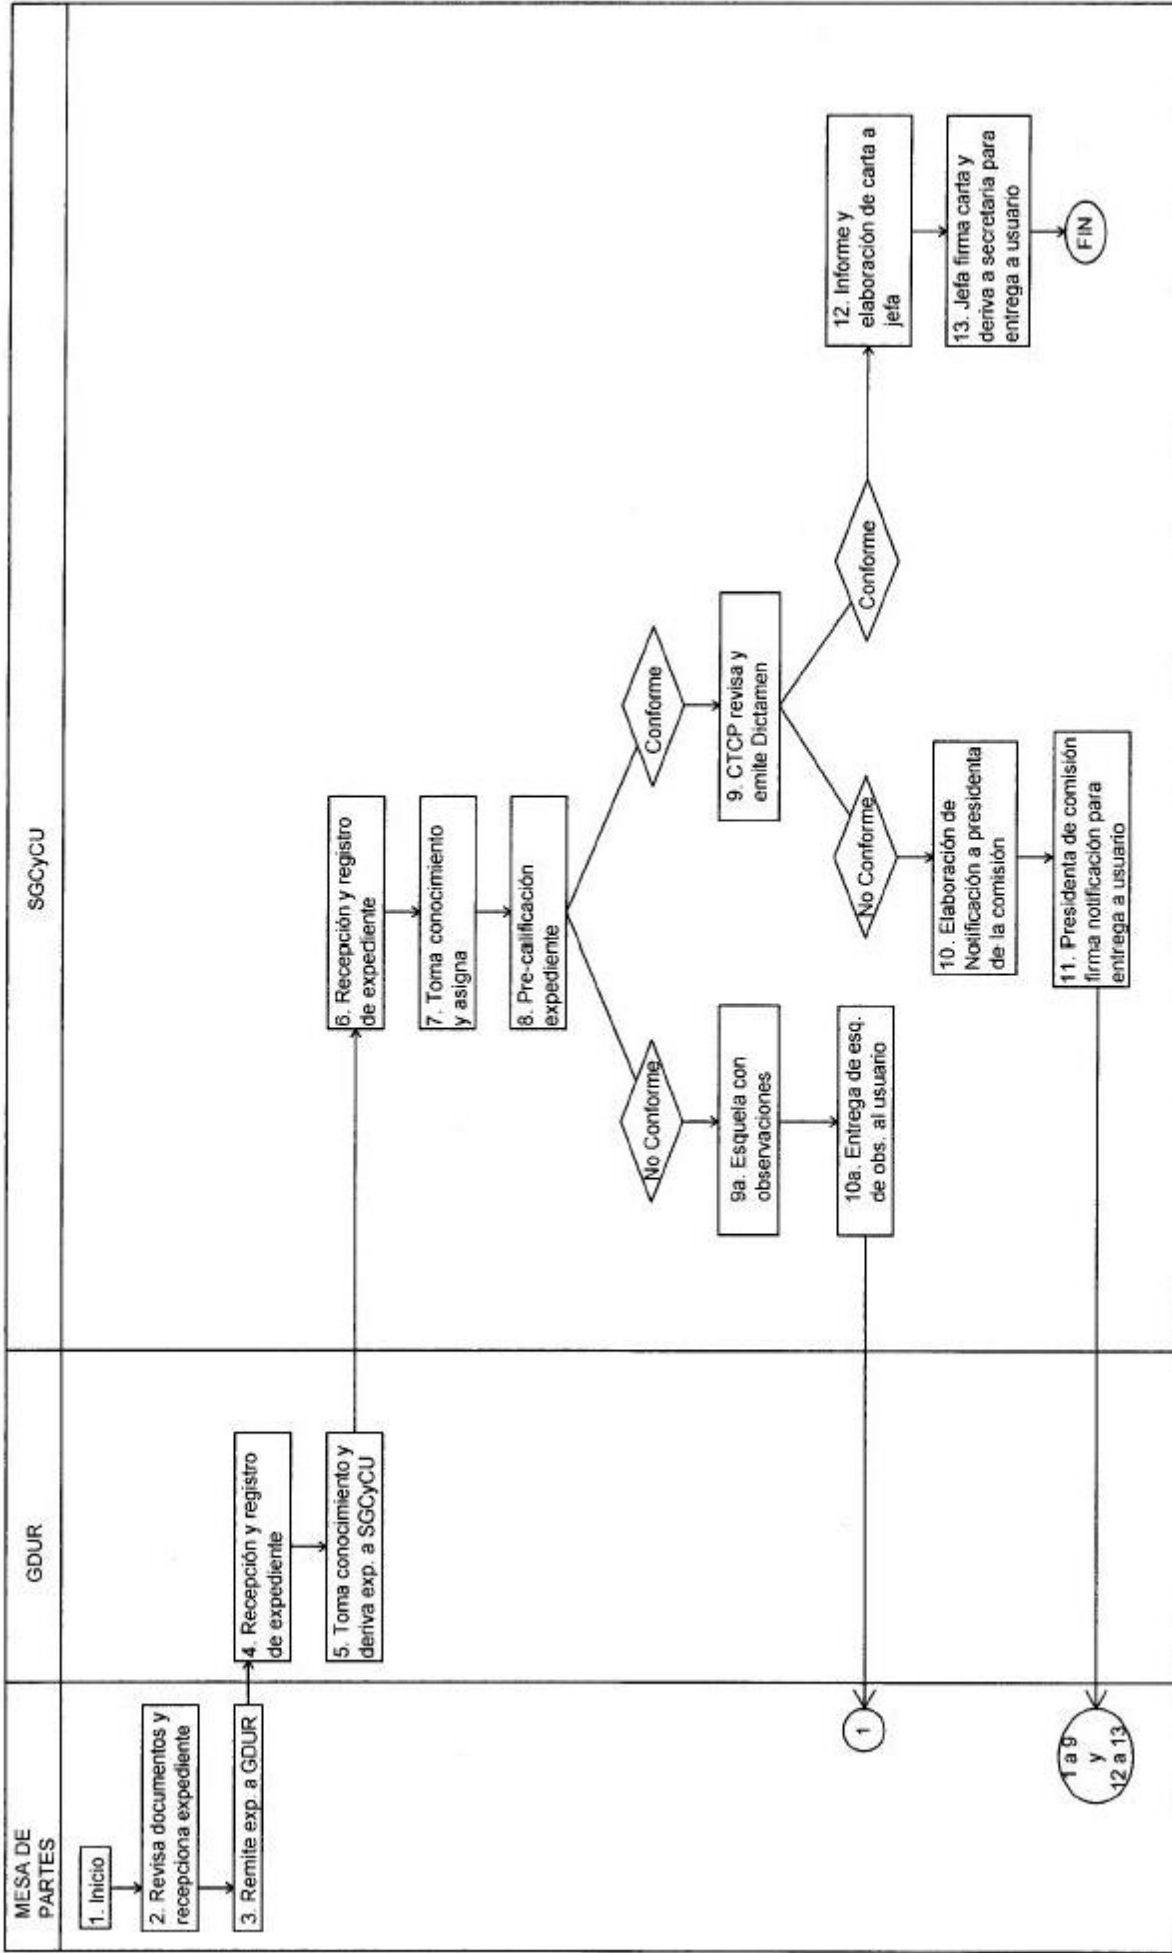 MESA DE
PARTES
GDUR
SGCyCU
1. Inicio
2. Revisa documentos y
recepciona expediente
3. Remite exp. a GDUR
4. Recepción y registro
de expediente
5. Toma conocimiento y
deriva exp. a SGCyCU
6. Recepción y registro
de expediente
7. Toma conocimiento
y asigna
8. Pre-calificación
expediente
No Conforme
Conforme
9a. Esquela con
observaciones
9. CTCP revisa y
emite Dictamen
10a. Entrega de esq.
de obs. al usuario
1
No Conforme
Conforme
10. Elaboración de
Notificación a presidenta
de la comisión
11. Presidenta de comisión
firma notificación para
entrega a usuario
1 a 9
y
12 a 13
12. Informe y
elaboración de carta a
jefa
13. Jefa firma carta y
deriva a secretaria para
entrega a usuario
FIN